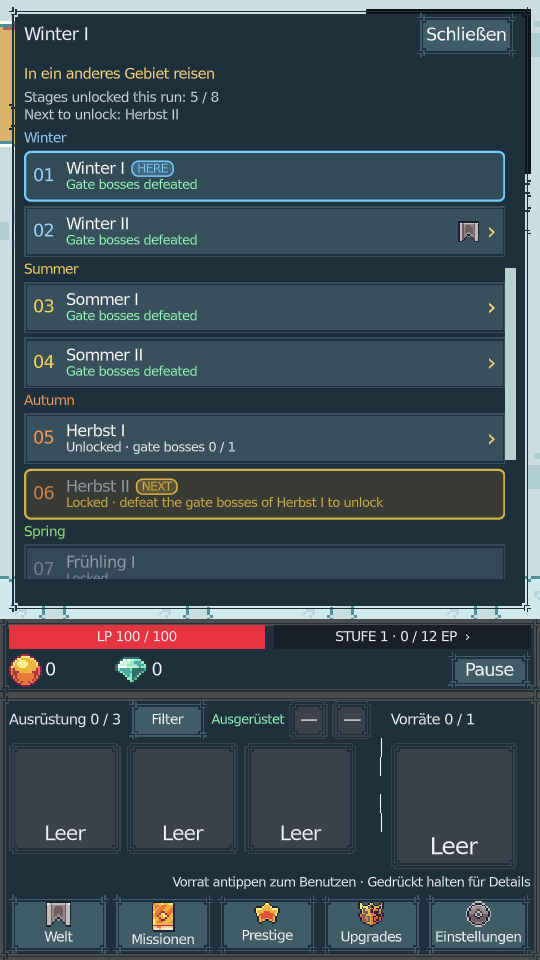 Winter I
Schließen
In ein anderes Gebiet reisen
Stages unlocked this run: 5 / 8
Next to unlock: Herbst II
Winter
01 Winter I HERE
Gate bosses defeated
02 Winter II ›
Gate bosses defeated
Summer
03 Sommer I ›
Gate bosses defeated
04 Sommer II ›
Gate bosses defeated
Autumn
05 Herbst I ›
Unlocked · gate bosses 0 / 1
06 Herbst II NEXT
Locked · defeat the gate bosses of Herbst I to unlock
Spring
07 Frühling I
Locked
LP 100 / 100
STUFE 1 · 0 / 12 EP ›
0
0
Pause
Ausrüstung 0 / 3
Filter
Ausgerüstet
—
—
Vorräte 0 / 1
Leer
Leer
Leer
Leer
Vorrat antippen zum Benutzen · Gedrückt halten für Details
Welt
Missionen
Prestige
Upgrades
Einstellungen